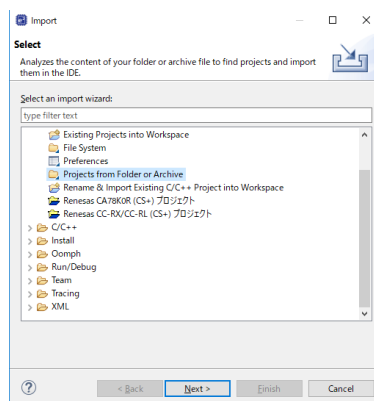 Import
Select
Analyzes the content of your folder or archive file to find projects and import
them in the IDE.
Select an import wizard:
type filter text
Existing Projects into Workspace
File System
Preferences
Projects from Folder or Archive
Rename & Import Existing C/C++ Project into Workspace
Renesas CA78K0R (CS+) プロジェクト
Renesas CC-RX/CC-RL (CS+) プロジェクト
C/C++
Install
Oomph
Run/Debug
Team
Tracing
XML
?
< Back
Next >
Finish
Cancel